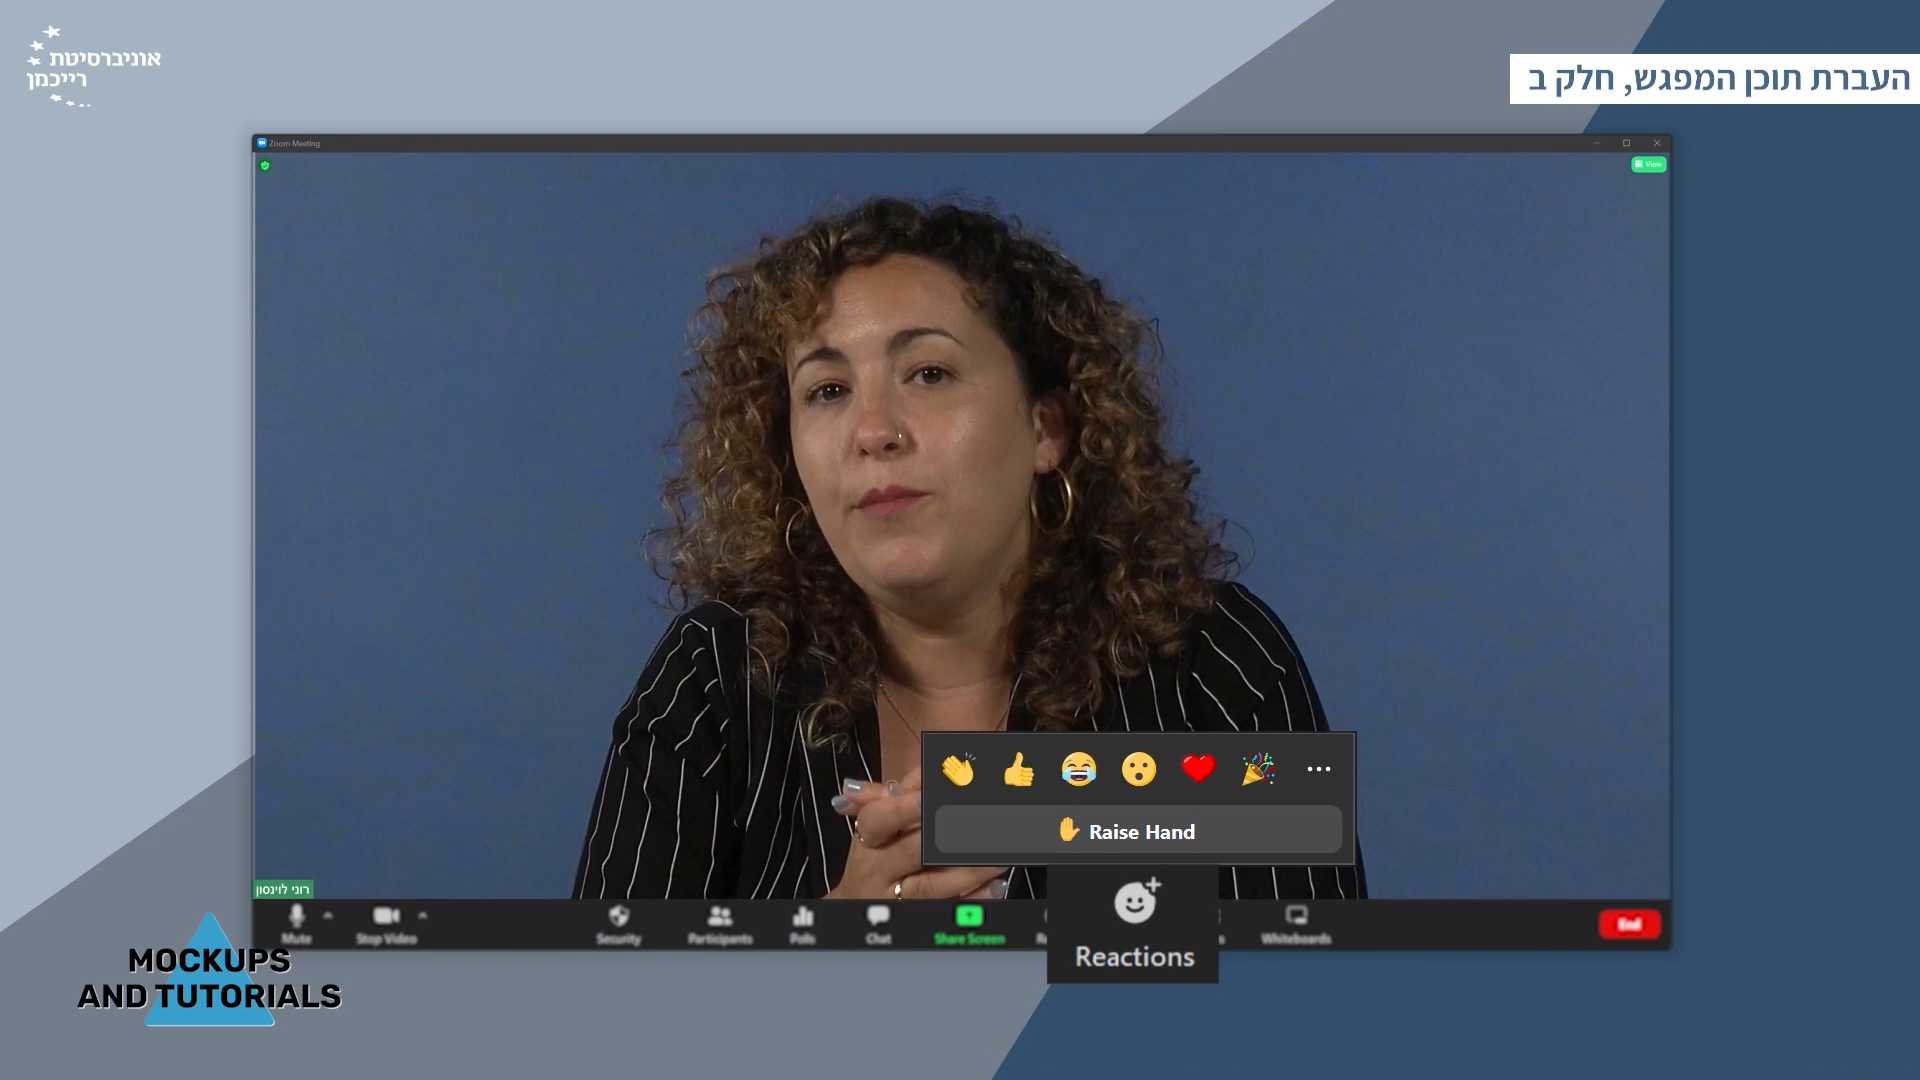 אוניברסיטת
רייכמן
העברת תוכן המפגש, חלק ב
Zoom Meeting
View
Raise Hand
רוני לוינסון
Mute
Stop Video
Security
Participants
Polls
Chat
Share Screen
Reactions
Whiteboards
End
MOCKUPS
AND TUTORIALS